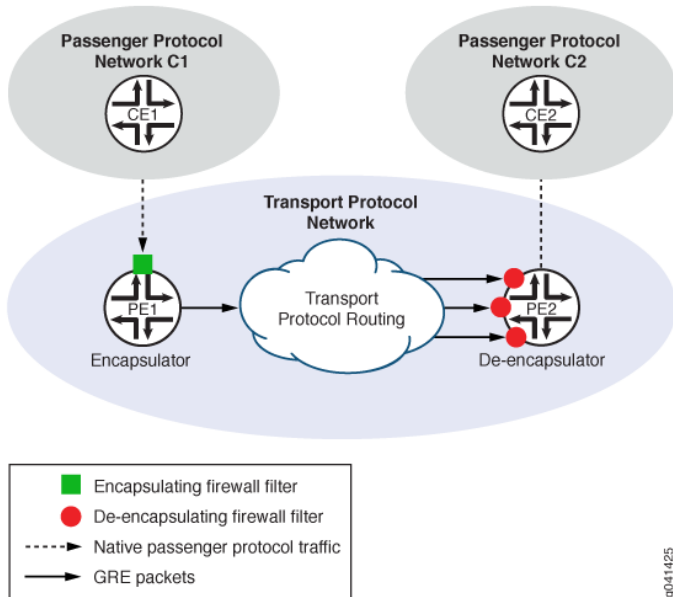 Passenger Protocol
Network C1
CE1
Passenger Protocol
Network C2
CE2
Transport Protocol
Network
PE1
Encapsulator
Transport
Protocol Routing
PE2
De-encapsulator
Encapsulating firewall filter
De-encapsulating firewall filter
Native passenger protocol traffic
GRE packets
g041425